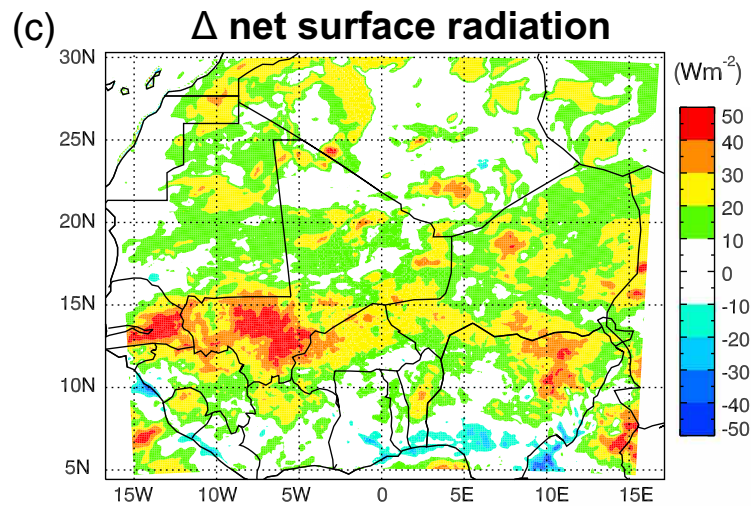 (c) Δ net surface radiation
(Wm-2)
30N
25N
20N
15N
10N
5N
15W 10W 5W 0 5E 10E 15E
50
40
30
20
10
0
-10
-20
-30
-40
-50